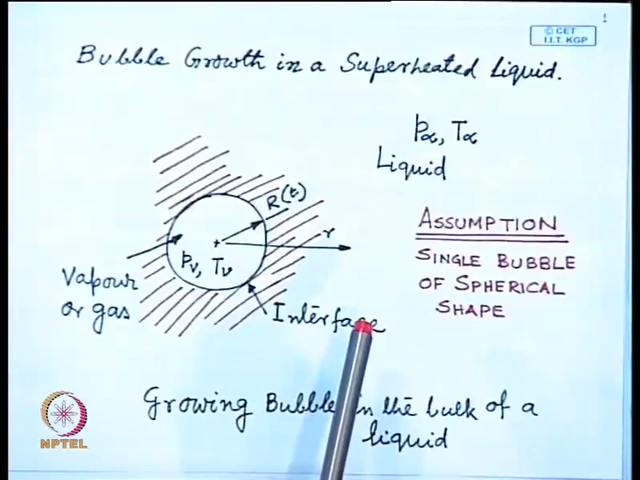 1
© CET
I.I.T. KGP
Bubble Growth in a Superheated Liquid.
p∝, T∝
Liquid
R(t)
r
pv, Tv
Vapour
or gas
Interface
ASSUMPTION
SINGLE BUBBLE
OF SPHERICAL
SHAPE
Growing Bubble in the bulk of a
liquid
NPTEL